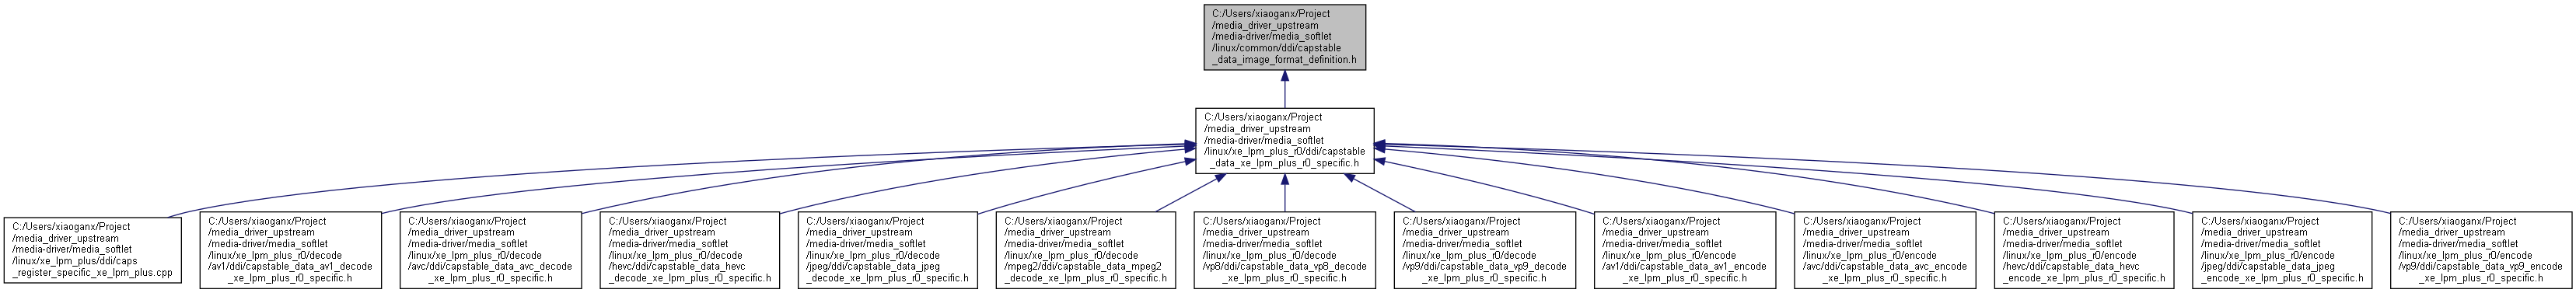 C:/Users/xiaoganx/Project
/media_driver_upstream
/media-driver/media_softlet
/linux/common/ddi/capstable
_data_image_format_definition.h
C:/Users/xiaoganx/Project
/media_driver_upstream
/media-driver/media_softlet
/linux/xe_lpm_plus_r0/ddi/capstable
_data_xe_lpm_plus_r0_specific.h
C:/Users/xiaoganx/Project
/media_driver_upstream
/media-driver/media_softlet
/linux/xe_lpm_plus/ddi/caps
_register_specific_xe_lpm_plus.cpp
C:/Users/xiaoganx/Project
/media_driver_upstream
/media-driver/media_softlet
/linux/xe_lpm_plus_r0/decode
/av1/ddi/capstable_data_av1_decode
_xe_lpm_plus_r0_specific.h
C:/Users/xiaoganx/Project
/media_driver_upstream
/media-driver/media_softlet
/linux/xe_lpm_plus_r0/decode
/avc/ddi/capstable_data_avc_decode
_xe_lpm_plus_r0_specific.h
C:/Users/xiaoganx/Project
/media_driver_upstream
/media-driver/media_softlet
/linux/xe_lpm_plus_r0/decode
/hevc/ddi/capstable_data_hevc
_decode_xe_lpm_plus_r0_specific.h
C:/Users/xiaoganx/Project
/media_driver_upstream
/media-driver/media_softlet
/linux/xe_lpm_plus_r0/decode
/jpeg/ddi/capstable_data_jpeg
_decode_xe_lpm_plus_r0_specific.h
C:/Users/xiaoganx/Project
/media_driver_upstream
/media-driver/media_softlet
/linux/xe_lpm_plus_r0/decode
/mpeg2/ddi/capstable_data_mpeg2
_decode_xe_lpm_plus_r0_specific.h
C:/Users/xiaoganx/Project
/media_driver_upstream
/media-driver/media_softlet
/linux/xe_lpm_plus_r0/decode
/vp8/ddi/capstable_data_vp8_decode
_xe_lpm_plus_r0_specific.h
C:/Users/xiaoganx/Project
/media_driver_upstream
/media-driver/media_softlet
/linux/xe_lpm_plus_r0/decode
/vp9/ddi/capstable_data_vp9_decode
_xe_lpm_plus_r0_specific.h
C:/Users/xiaoganx/Project
/media_driver_upstream
/media-driver/media_softlet
/linux/xe_lpm_plus_r0/encode
/av1/ddi/capstable_data_av1_encode
_xe_lpm_plus_r0_specific.h
C:/Users/xiaoganx/Project
/media_driver_upstream
/media-driver/media_softlet
/linux/xe_lpm_plus_r0/encode
/avc/ddi/capstable_data_avc_encode
_xe_lpm_plus_r0_specific.h
C:/Users/xiaoganx/Project
/media_driver_upstream
/media-driver/media_softlet
/linux/xe_lpm_plus_r0/encode
/hevc/ddi/capstable_data_hevc
_encode_xe_lpm_plus_r0_specific.h
C:/Users/xiaoganx/Project
/media_driver_upstream
/media-driver/media_softlet
/linux/xe_lpm_plus_r0/encode
/jpeg/ddi/capstable_data_jpeg
_encode_xe_lpm_plus_r0_specific.h
C:/Users/xiaoganx/Project
/media_driver_upstream
/media-driver/media_softlet
/linux/xe_lpm_plus_r0/encode
/vp9/ddi/capstable_data_vp9_encode
_xe_lpm_plus_r0_specific.h